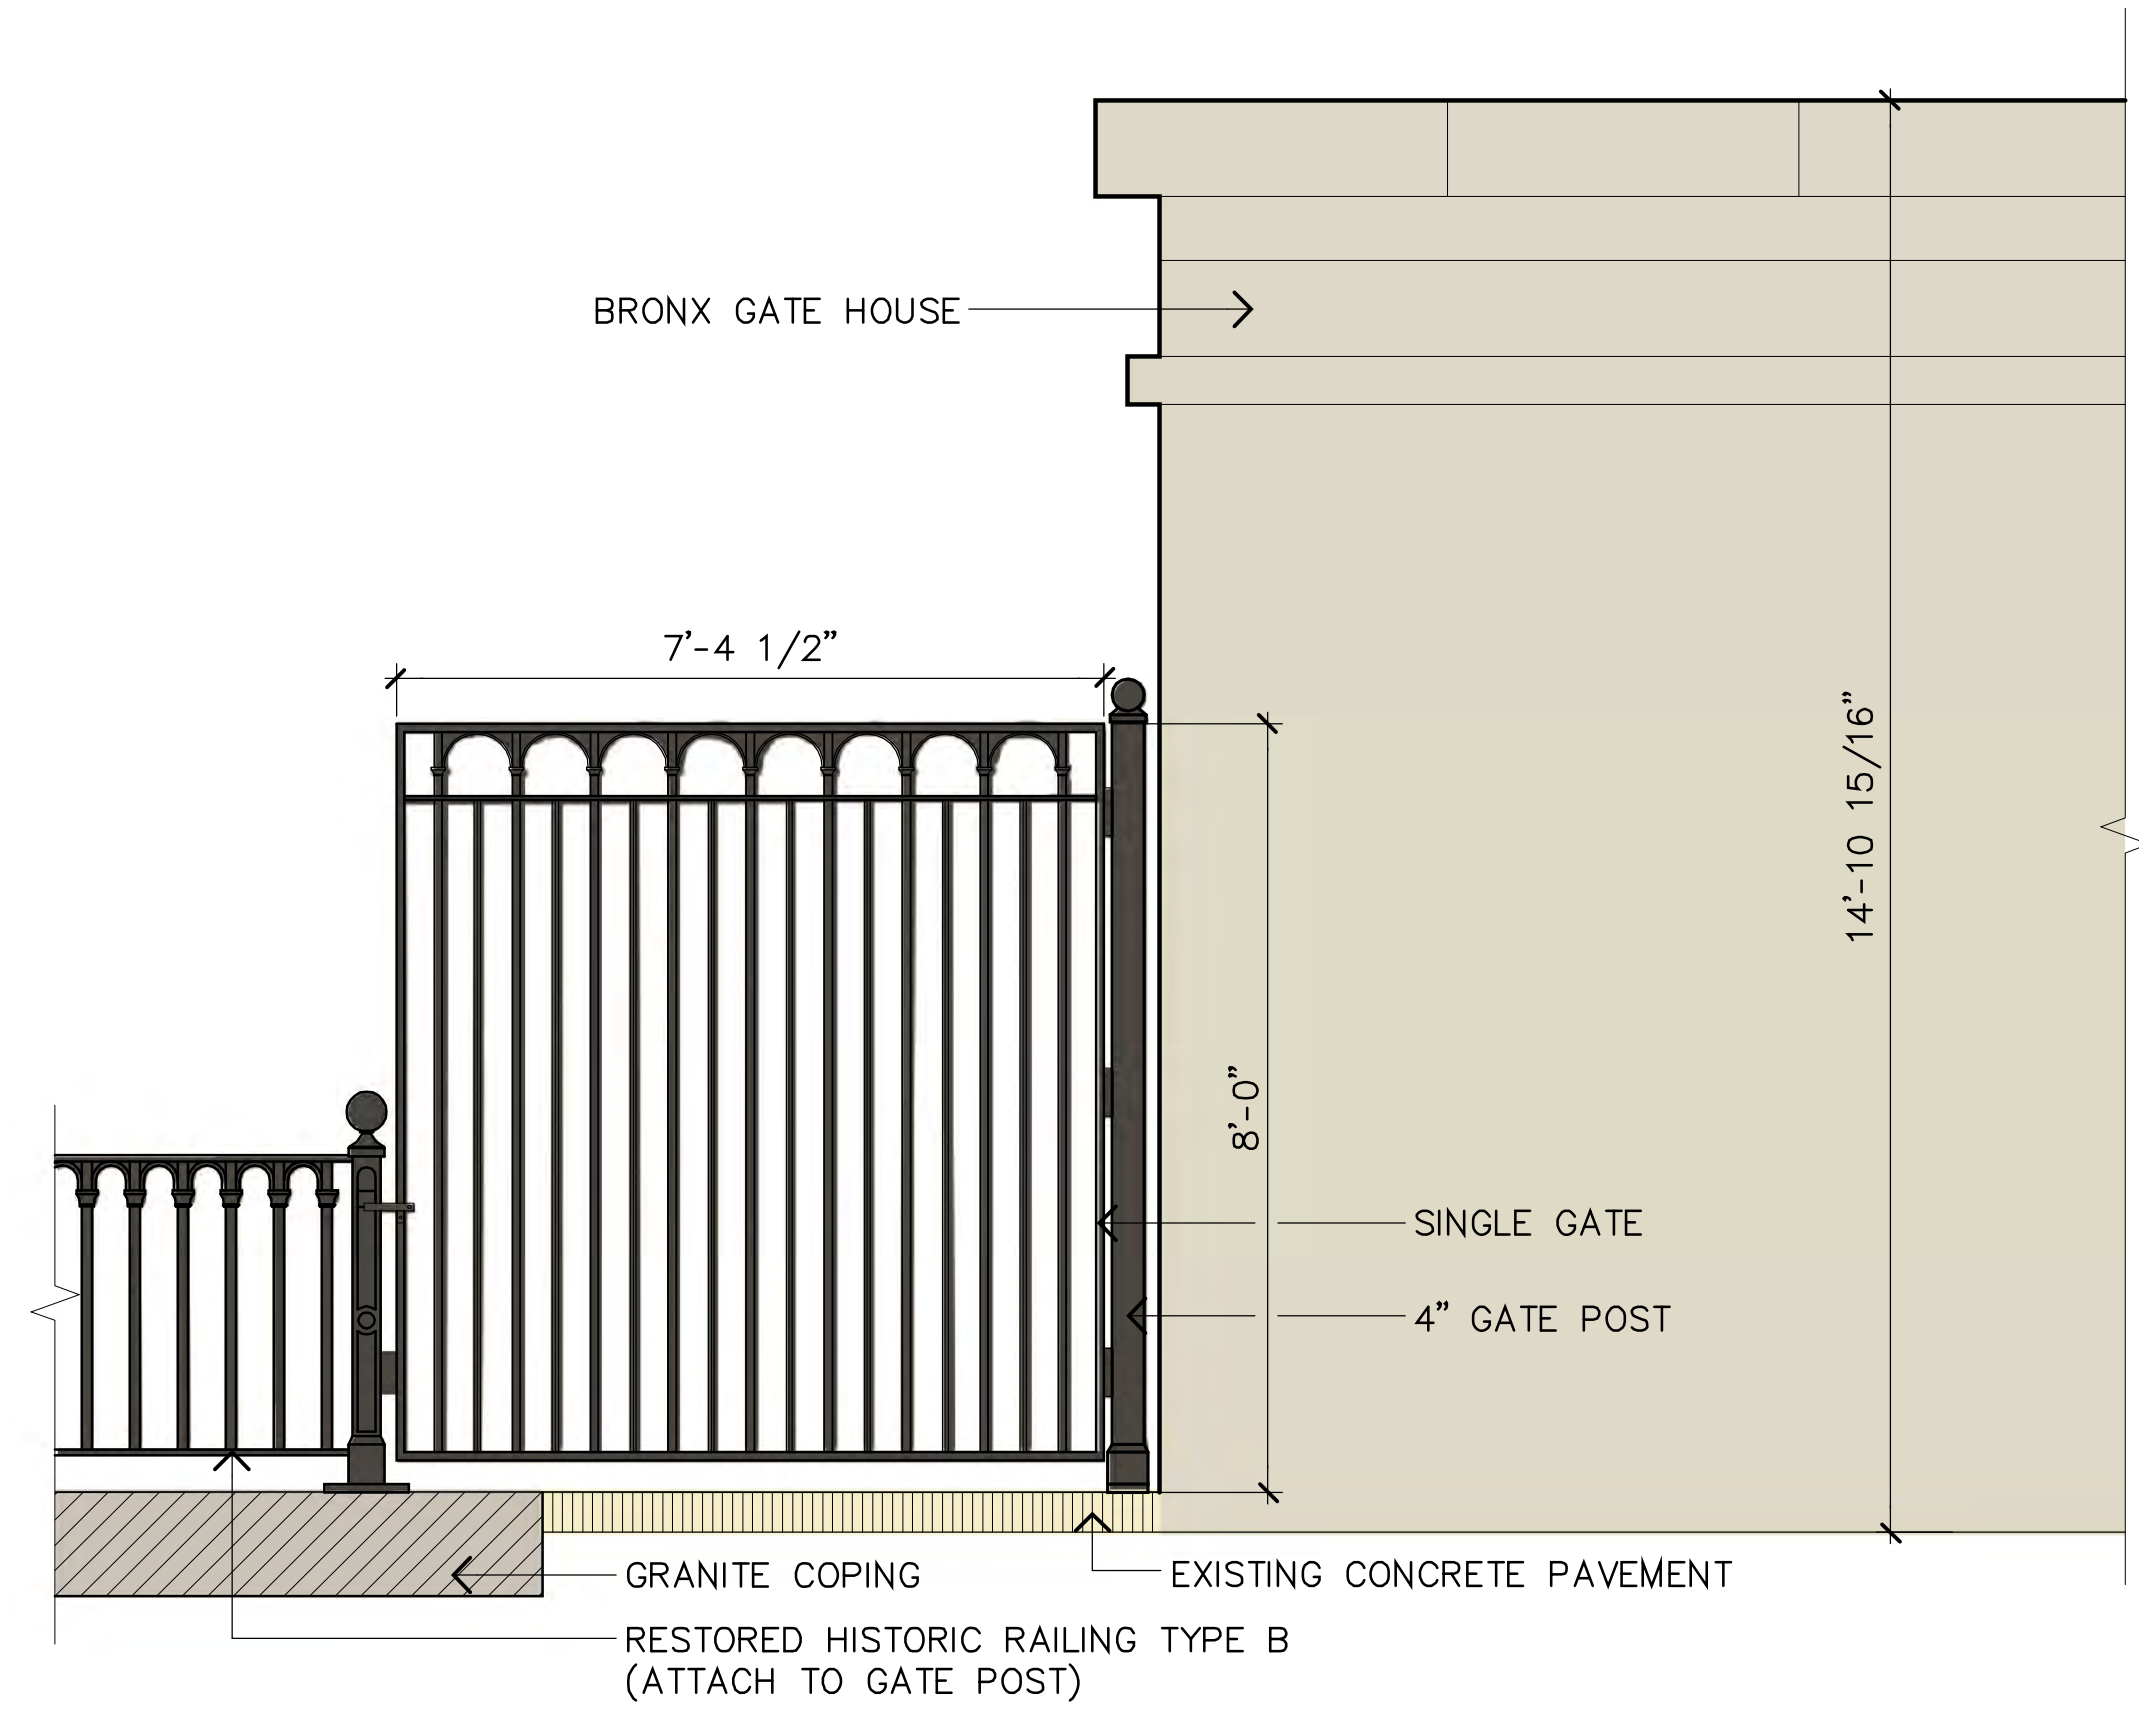 BRONX GATE HOUSE
7'-4 1/2"
14'-10 15/16"
8'-0"
SINGLE GATE
4" GATE POST
GRANITE COPING
EXISTING CONCRETE PAVEMENT
RESTORED HISTORIC RAILING TYPE B
(ATTACH TO GATE POST)